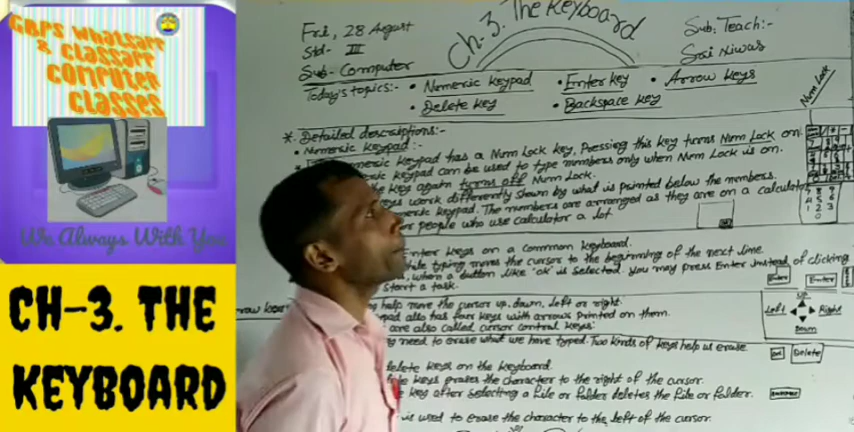 GBPS Whatsapp
& Classapp
Computer
Classes
We Always With You
CH-3. THE
KEYBOARD
Ch-3. The Keyboard
Fri, 28 August
Std- III
Sub- Computer
Sub. Teach:-
Sai Niwas
Today's topics:- • Numeric keypad • Enter key • Arrow keys
• Delete key • Backspace key
Num Lock
* Detailed descriptions:-
• Numeric keypad:-
numeric keypad has a Num Lock key. Pressing this key turns Num Lock on.
keypad can be used to type numbers only when Num Lock is on.
key again turns off Num Lock.
keys work differently shown by what is printed below the numbers.
numeric keypad. The numbers are arranged as they are on a calculator
for people who use calculator a lot
Enter keys on a common keyboard.
while typing moves the cursor to the beginning of the next line.
when a button like "ok" is selected. You may press Enter instead of clicking
start a task.
Enter Enter
help move the cursor up, down, left or right.
also has four keys with arrows printed on them.
are also called cursor control keys.
Up
Left Right
Down
need to erase what we have typed. Two kinds of keys help us erase
Delete
delete keys on the keyboard.
keys erases the character to the right of the cursor.
key after selecting a file or folder deletes the file or folder.
is used to erase the character to the left of the cursor.